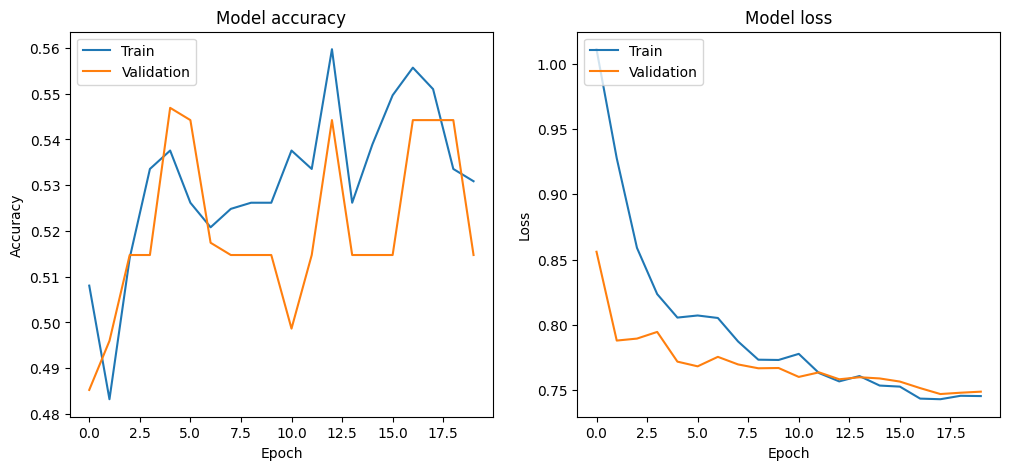 Model accuracy
Train
Validation
0.56
0.55
0.54
0.53
0.52
0.51
0.50
0.49
0.48
Accuracy
0.0 2.5 5.0 7.5 10.0 12.5 15.0 17.5
Epoch
Model loss
Train
Validation
1.00
0.95
0.90
0.85
0.80
0.75
Loss
0.0 2.5 5.0 7.5 10.0 12.5 15.0 17.5
Epoch